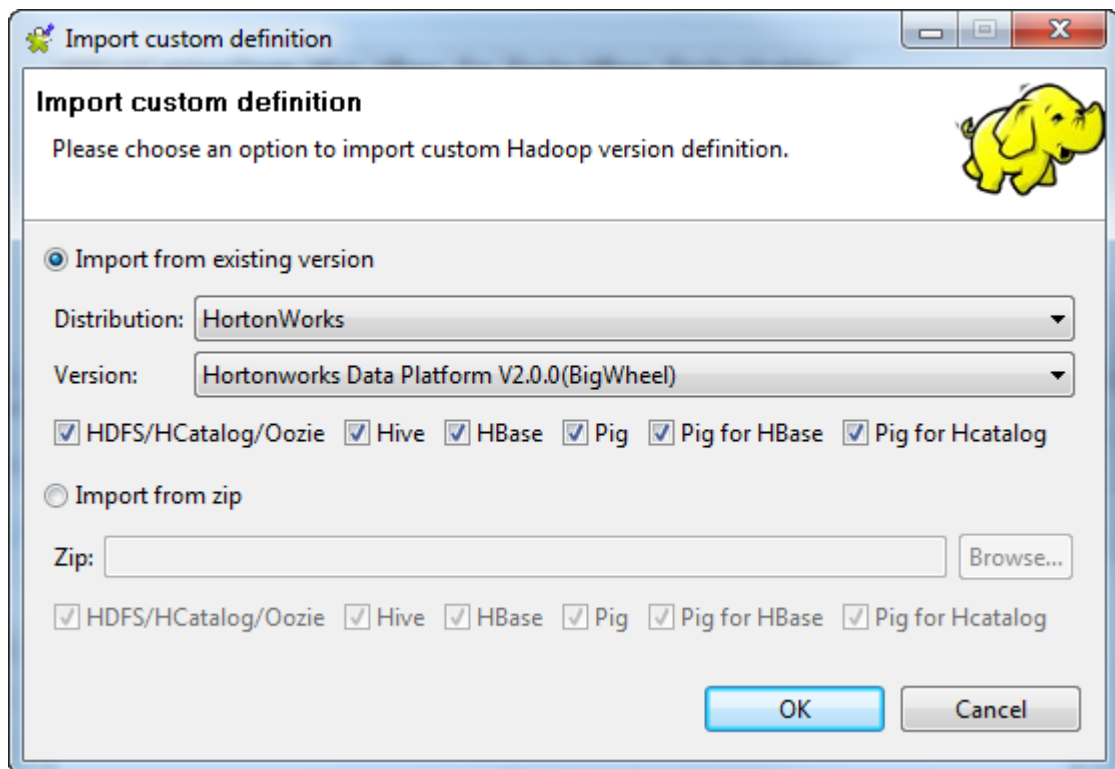 Import custom definition
Import custom definition
Please choose an option to import custom Hadoop version definition.
Import from existing version
Distribution: HortonWorks
Version: Hortonworks Data Platform V2.0.0(BigWheel)
HDFS/HCatalog/Oozie Hive HBase Pig Pig for HBase Pig for Hcatalog
Import from zip
Zip: Browse...
HDFS/HCatalog/Oozie Hive HBase Pig Pig for HBase Pig for Hcatalog
OK Cancel